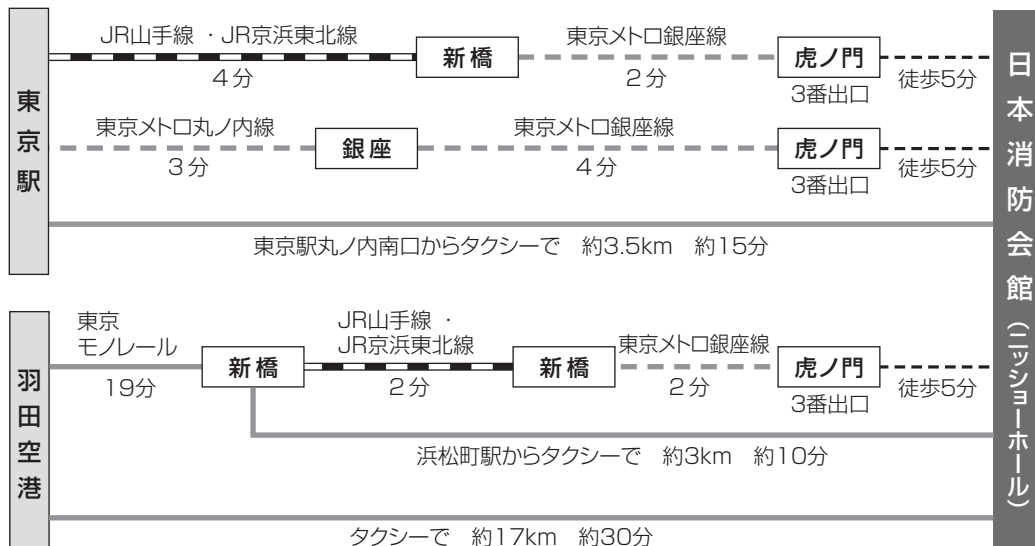 東京駅
JR山手線 ・JR京浜東北線
4分
新橋
東京メトロ銀座線
2分
虎ノ門
3番出口
徒歩5分
東京メトロ丸ノ内線
3分
銀座
東京メトロ銀座線
4分
虎ノ門
3番出口
徒歩5分
東京駅丸ノ内南口からタクシーで 約3.5km 約15分
羽田空港
東京
モノレール
19分
新橋
JR山手線 ・
JR京浜東北線
2分
新橋
東京メトロ銀座線
2分
虎ノ門
3番出口
徒歩5分
浜松町駅からタクシーで 約3km 約10分
タクシーで 約17km 約30分
日本消防会館(ニッショーホール)